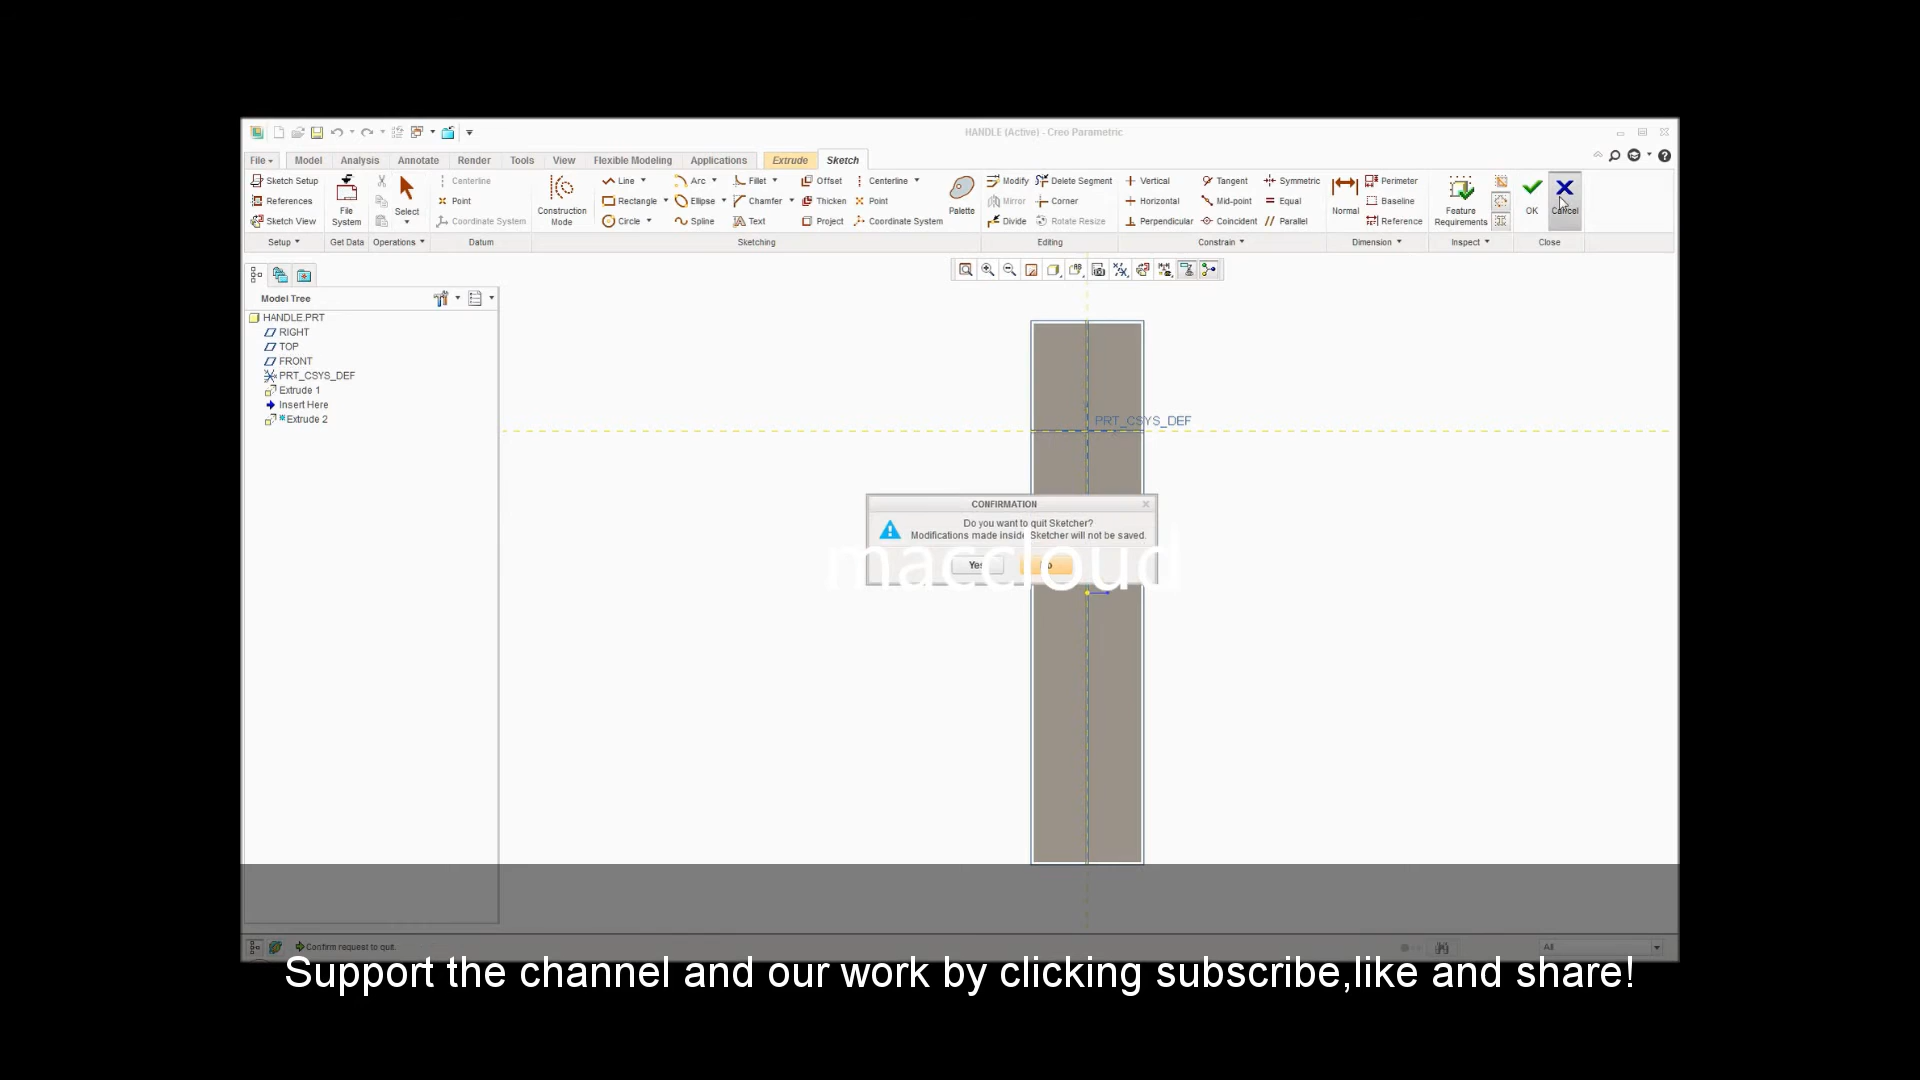 HANDLE (Active) - Creo Parametric
File Model Analysis Annotate Render Tools View Flexible Modeling Applications Extrude Sketch
Sketch Setup Centerline Line Arc Fillet Offset Centerline Modify Delete Segment Vertical Tangent Symmetric Perimeter
References Point Rectangle Ellipse Chamfer Thicken Point Mirror Corner Horizontal Mid-point Equal Baseline
File System Select Construction Mode Palette Normal Feature Requirements OK Cancel
Sketch View Coordinate System Circle Spline Text Project Coordinate System Divide Rotate Resize Perpendicular Coincident Parallel Reference
Setup Get Data Operations Datum Sketching Editing Constrain Dimension Inspect Close
Model Tree
HANDLE.PRT
RIGHT
TOP
FRONT
PRT_CSYS_DEF
Extrude 1
Insert Here
Extrude 2
PRT_CSYS_DEF
CONFIRMATION
Do you want to quit Sketcher?
Modifications made inside Sketcher will not be saved.
Yes
maccloud
Confirm request to quit.
All
Support the channel and our work by clicking subscribe,like and share!